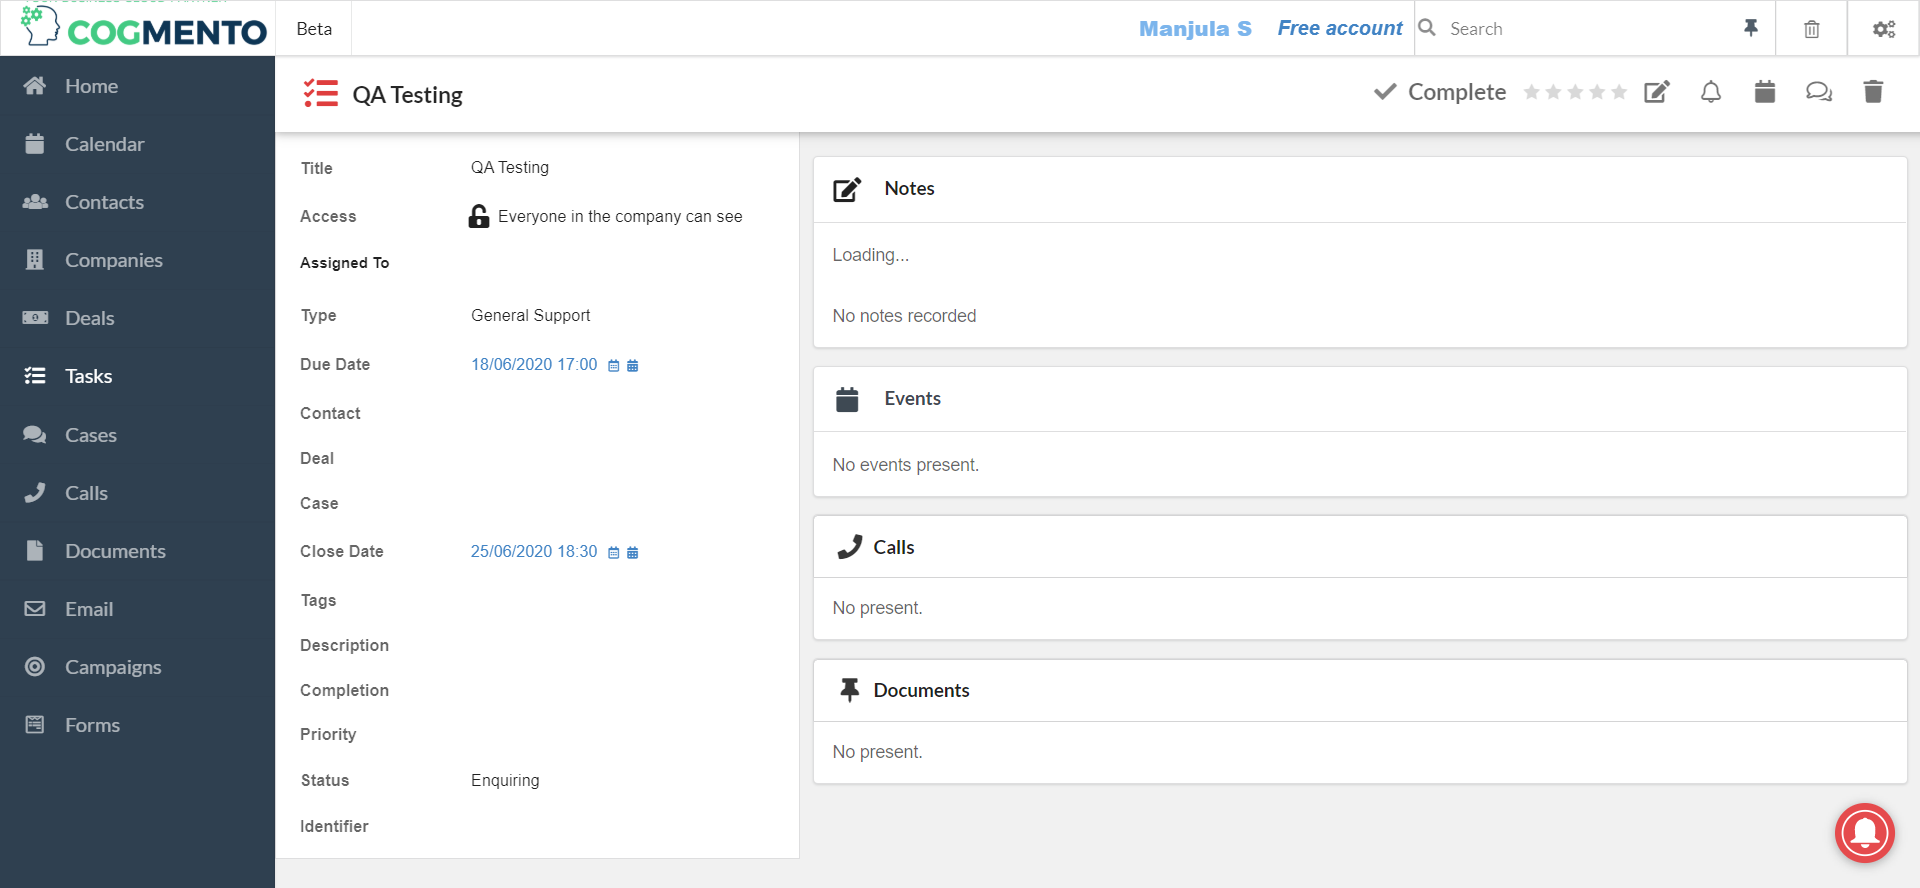 COGMENTO
Beta
Manjula S
Free account
Search
Home
Calendar
Contacts
Companies
Deals
Tasks
Cases
Calls
Documents
Email
Campaigns
Forms
QA Testing
Complete
Title QA Testing
Access Everyone in the company can see
Assigned To
Type General Support
Due Date 18/06/2020 17:00
Contact
Deal
Case
Close Date 25/06/2020 18:30
Tags
Description
Completion
Priority
Status Enquiring
Identifier
Notes
Loading...
No notes recorded
Events
No events present.
Calls
No present.
Documents
No present.